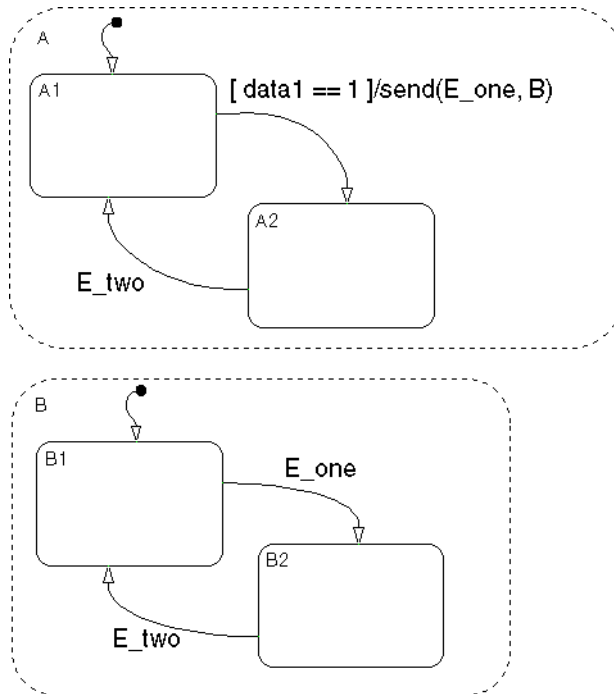 A
A1
[ data1 == 1 ]/send(E_one, B)
A2
E_two
B
B1
E_one
B2
E_two